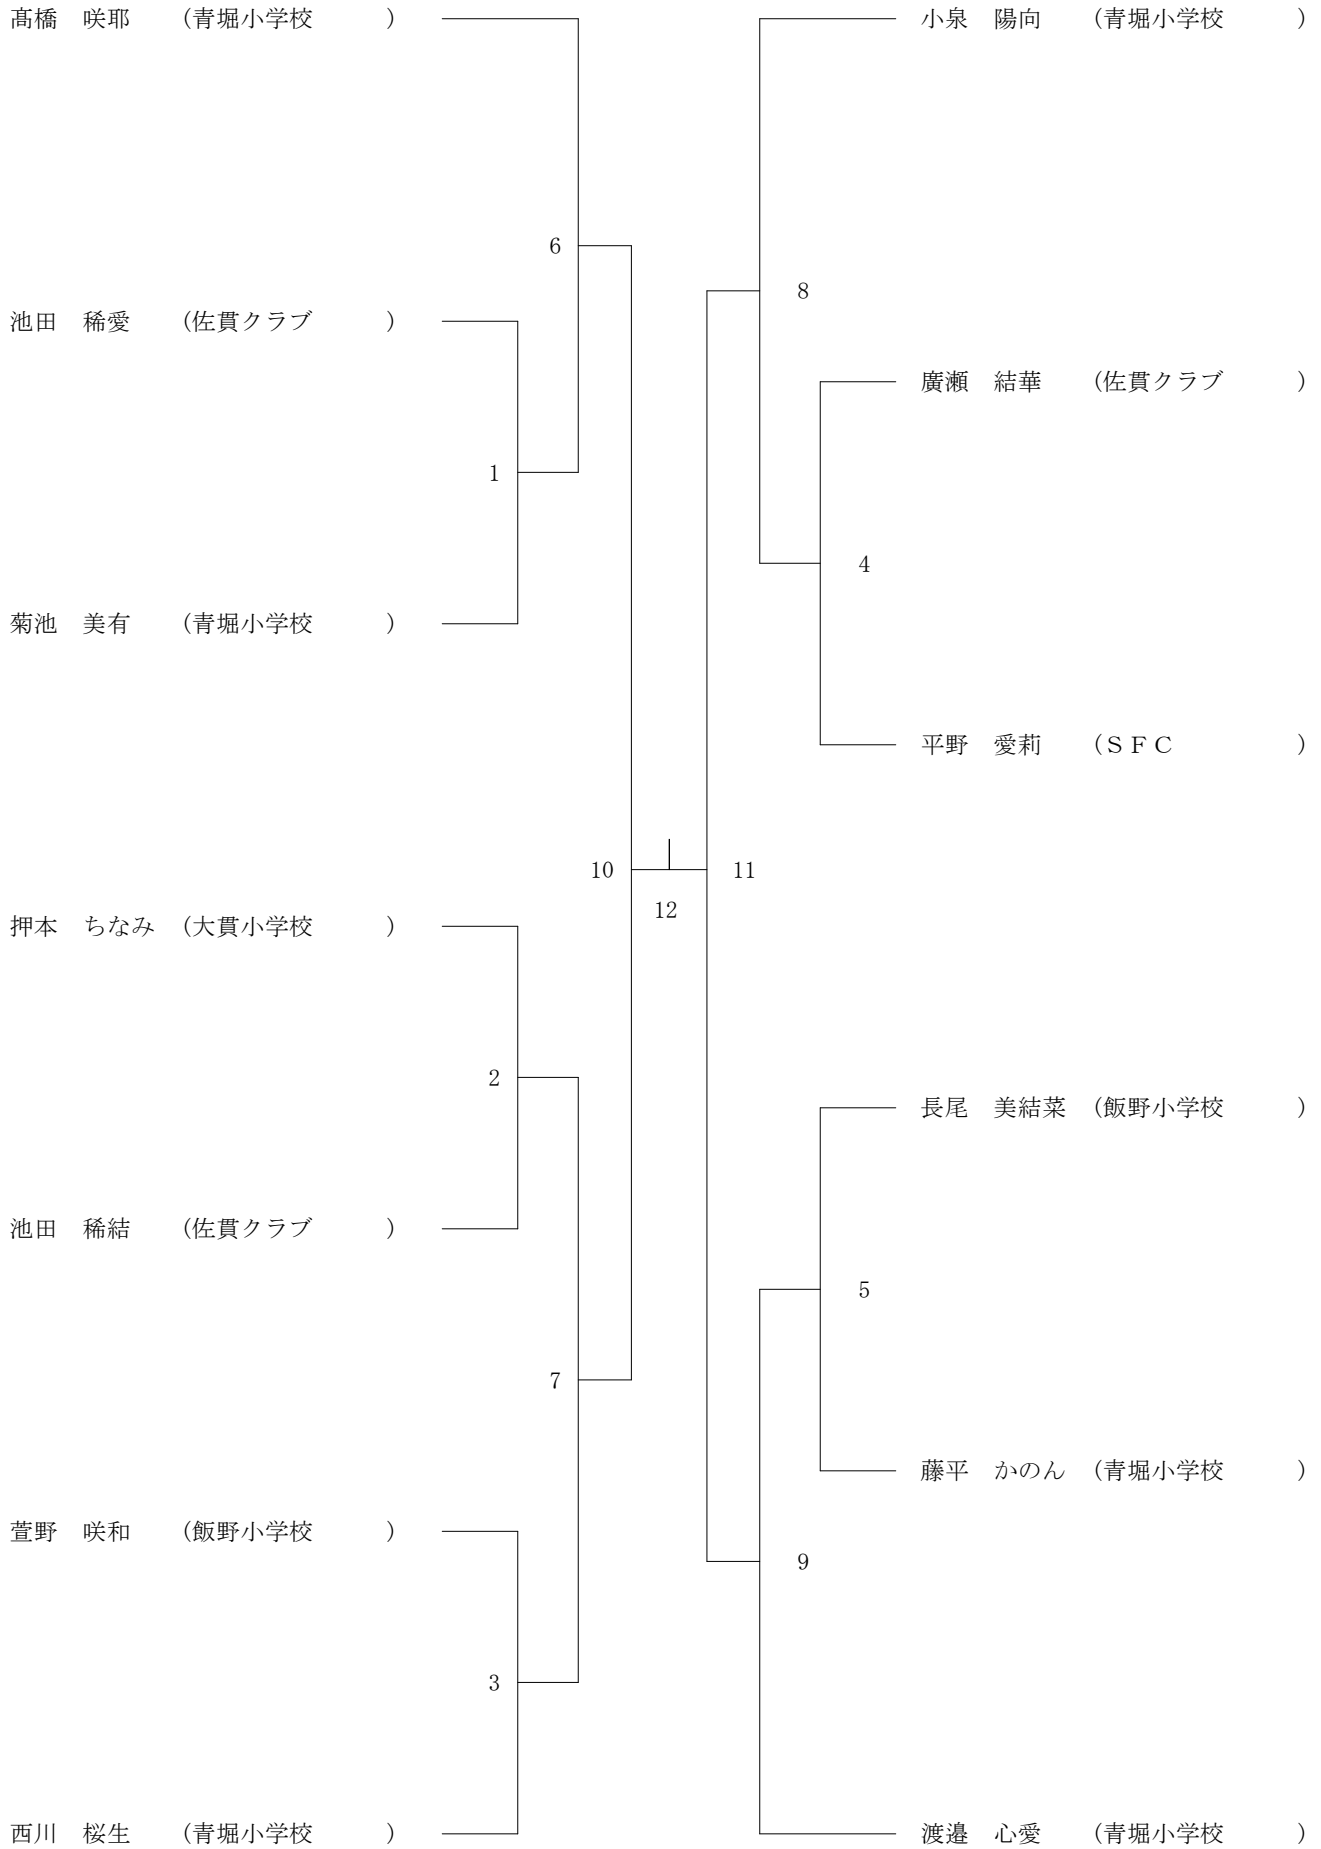 髙橋　咲耶　　(青堀小学校　　　)
6
池田　稀愛　　(佐貫クラブ　　　)
1
菊池　美有　　(青堀小学校　　　)
10
12
押本　ちなみ　(大貫小学校　　　)
2
池田　稀結　　(佐貫クラブ　　　)
7
萱野　咲和　　(飯野小学校　　　)
3
西川　桜生　　(青堀小学校　　　)
小泉　陽向　　(青堀小学校　　　)
8
廣瀬　結華　　(佐貫クラブ　　　)
4
平野　愛莉　　(ＳＦＣ　　　　　)
11
長尾　美結菜　(飯野小学校　　　)
5
藤平　かのん　(青堀小学校　　　)
9
渡邉　心愛　　(青堀小学校　　　)